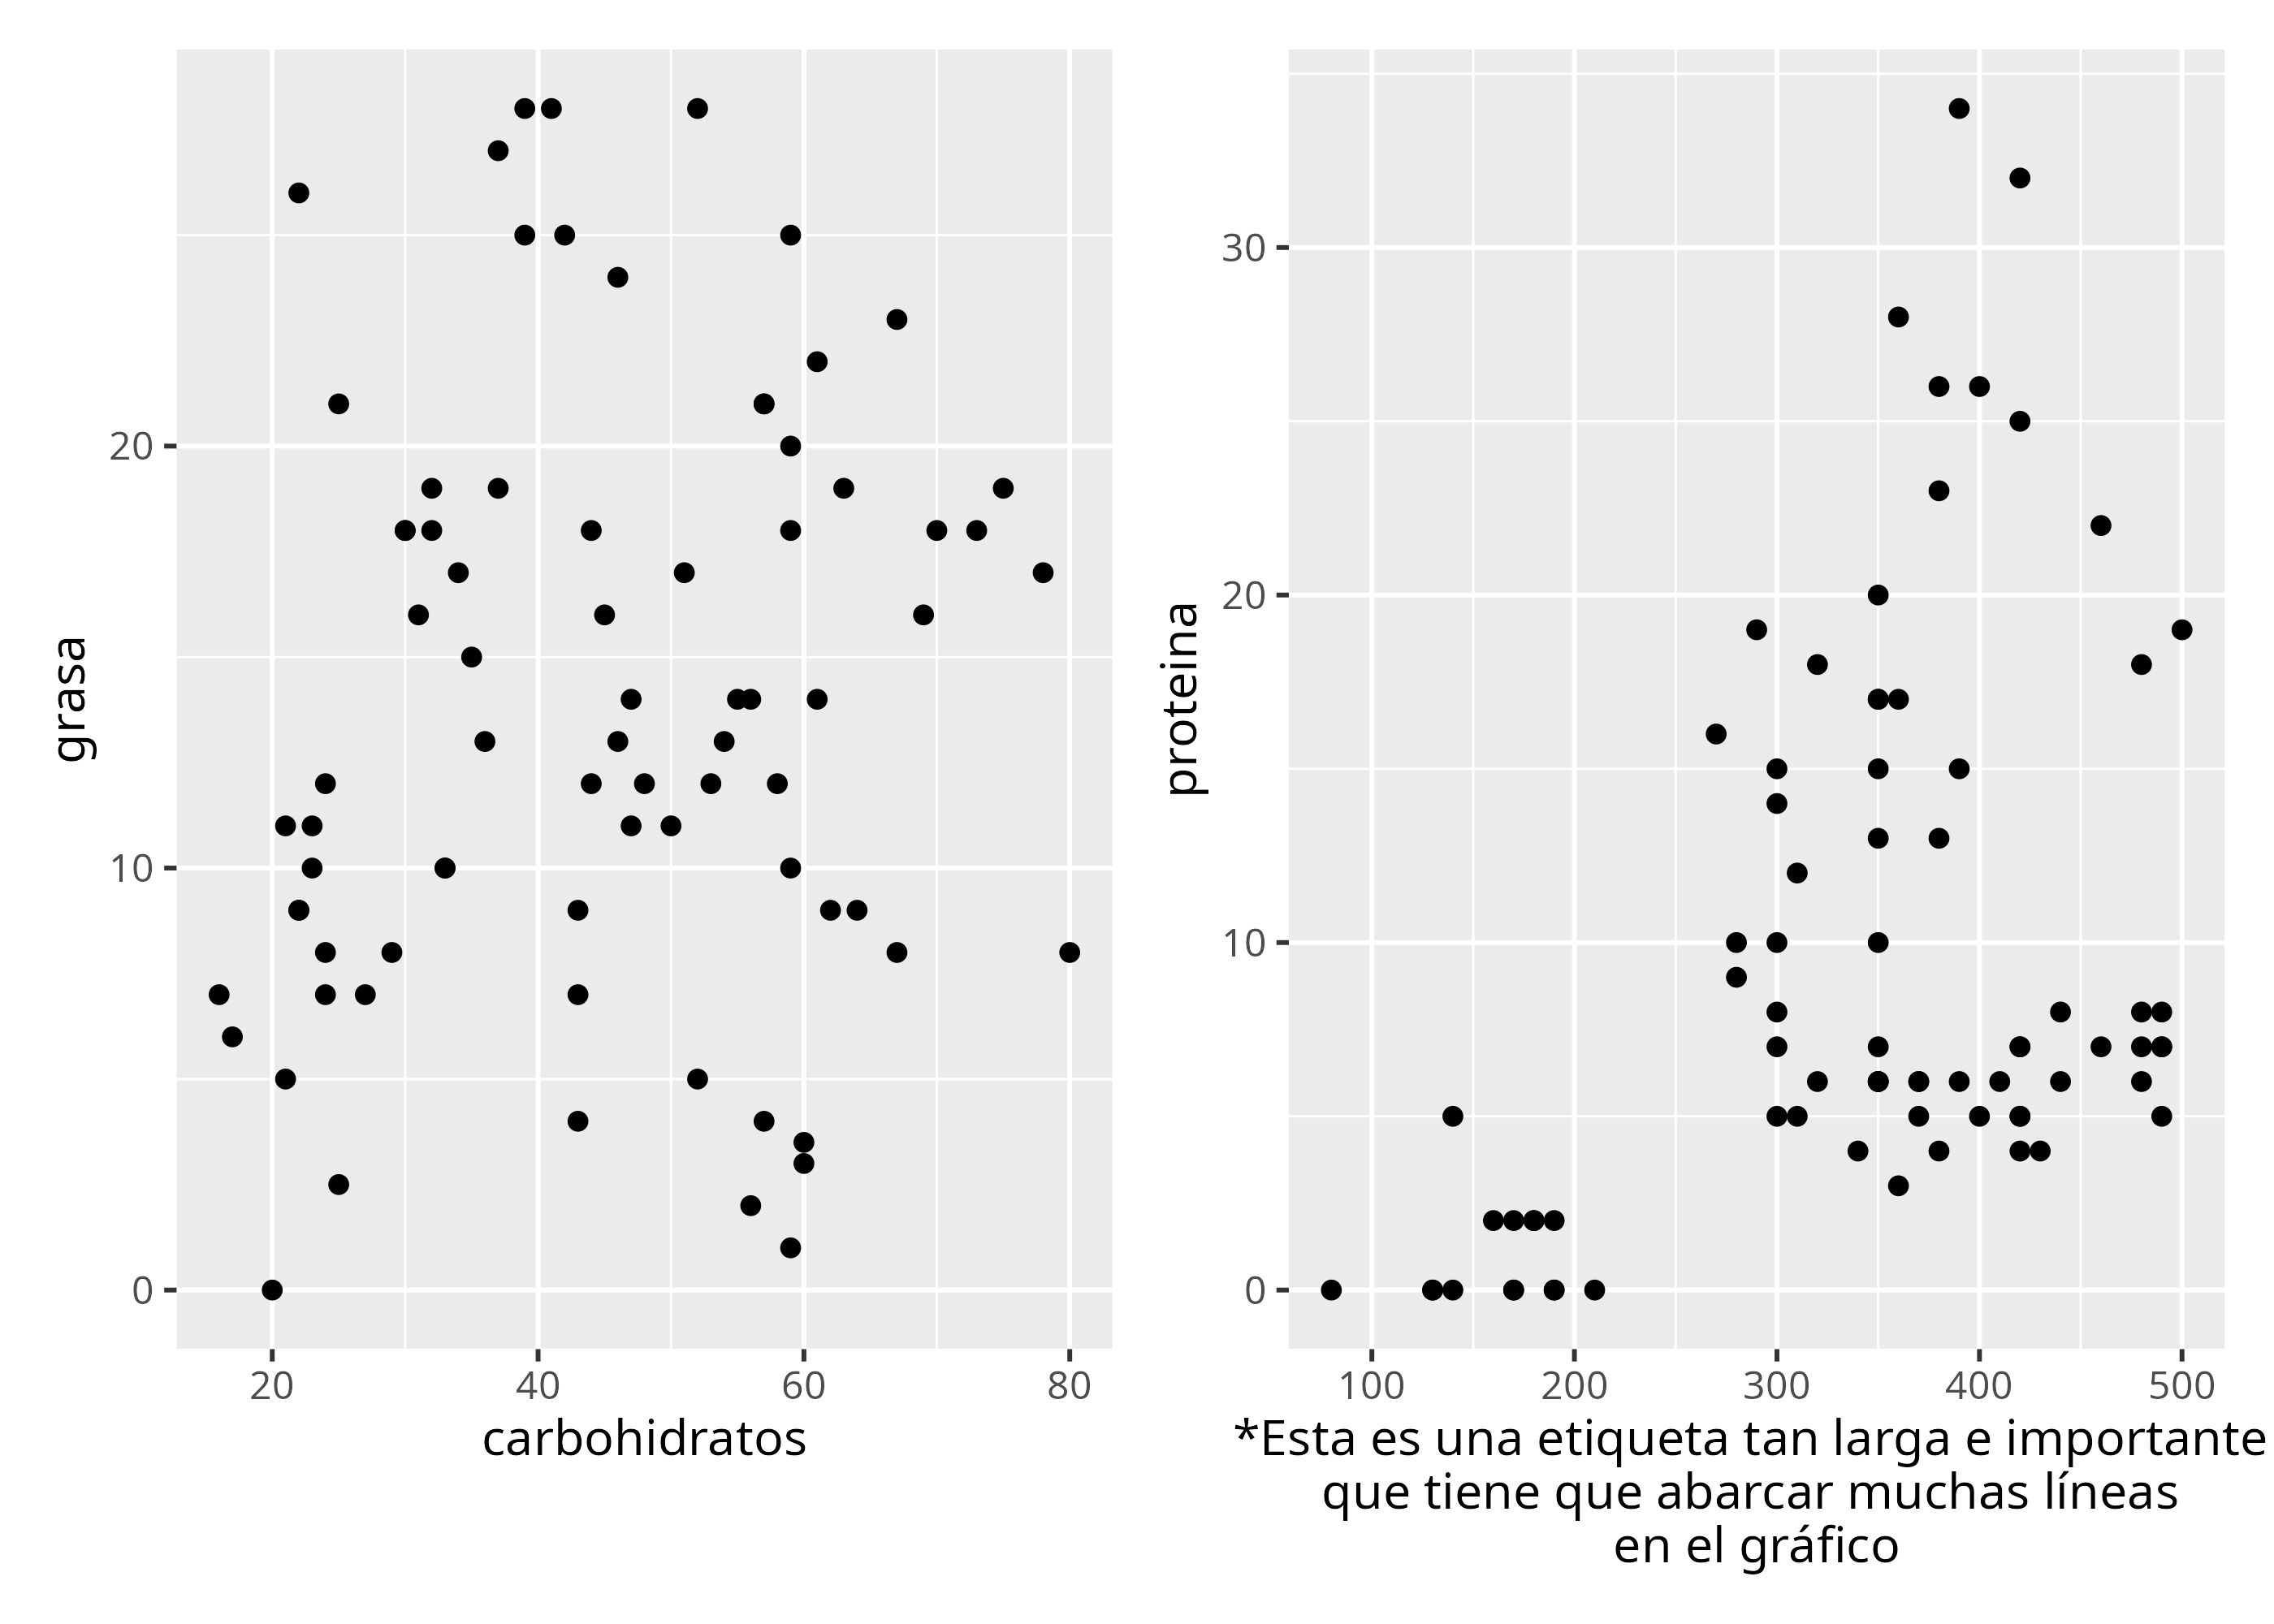 grasa
20
10
0
20 40 60 80
carbohidratos
proteina
30
20
10
0
100 200 300 400 500
*Esta es una etiqueta tan larga e importante
que tiene que abarcar muchas líneas
en el gráfico